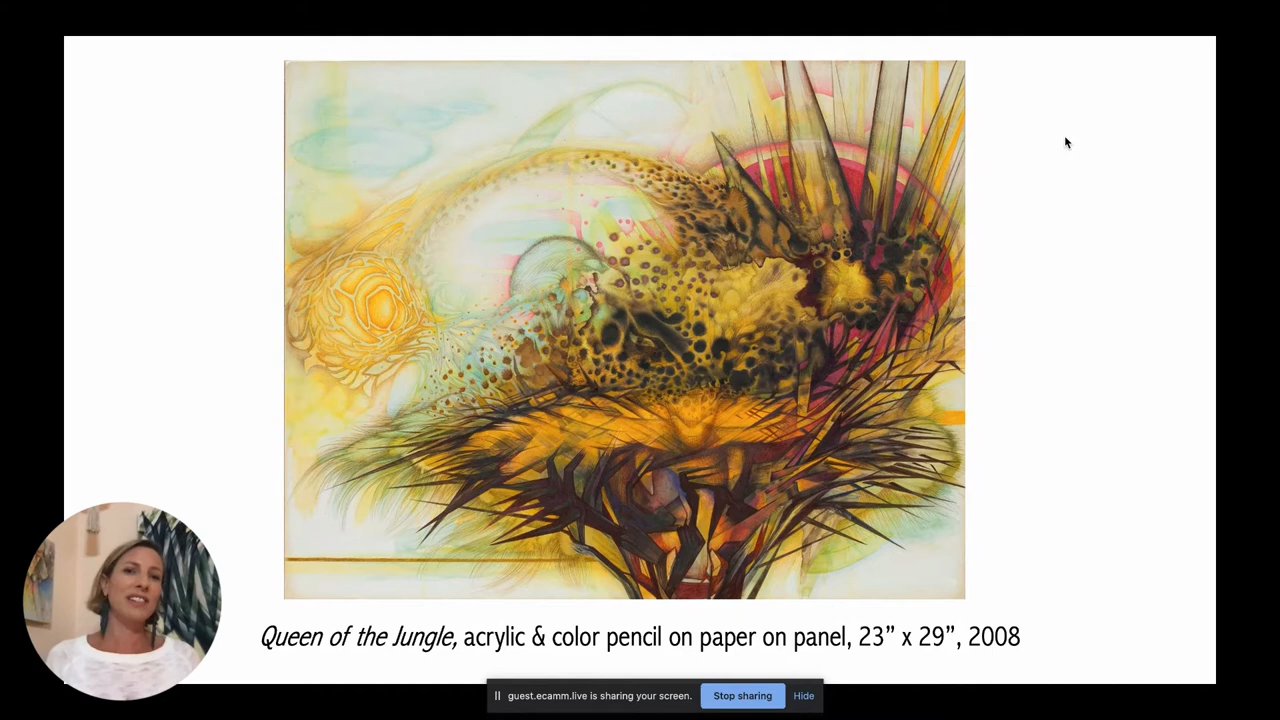 Queen of the Jungle, acrylic & color pencil on paper on panel, 23” x 29”, 2008
guest.ecamm.live is sharing your screen. Stop sharing Hide